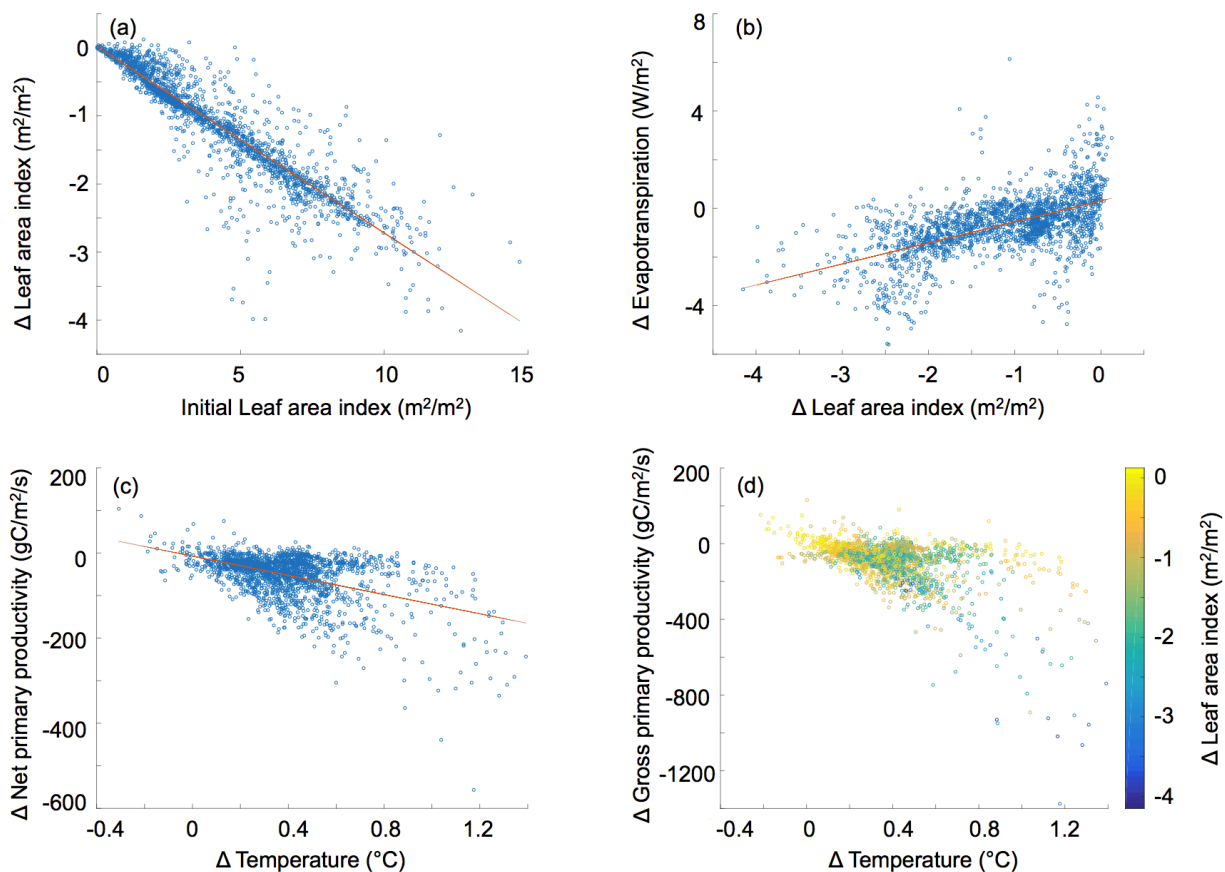 (a)
Δ Leaf area index (m²/m²)
0
-1
-2
-3
-4
0 5 10 15
Initial Leaf area index (m²/m²)
(b)
Δ Evapotranspiration (W/m²)
8
4
0
-4
-4 -3 -2 -1 0
Δ Leaf area index (m²/m²)
(c)
Δ Net primary productivity (gC/m²/s)
200
0
-200
-400
-600
-0.4 0 0.4 0.8 1.2
Δ Temperature (°C)
(d)
Δ Gross primary productivity (gC/m²/s)
200
0
-400
-800
-1200
-0.4 0 0.4 0.8 1.2
Δ Temperature (°C)
0
-1
-2
-3
-4
Δ Leaf area index (m²/m²)